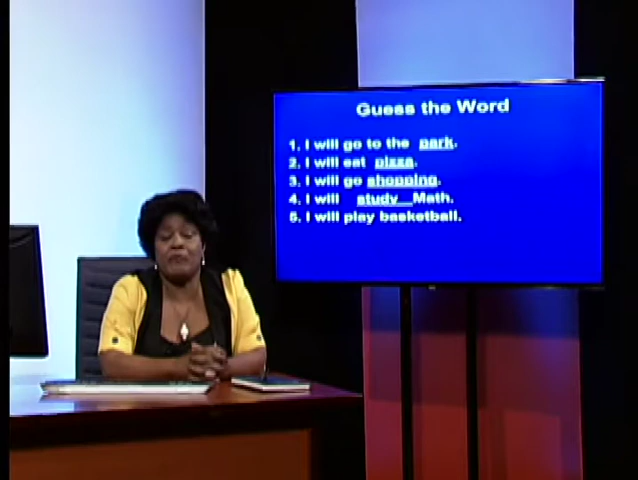 Guess the Word
1. I will go to the park.
2. I will eat pizza.
3. I will go shopping.
4. I will study Math.
5. I will play basketball.